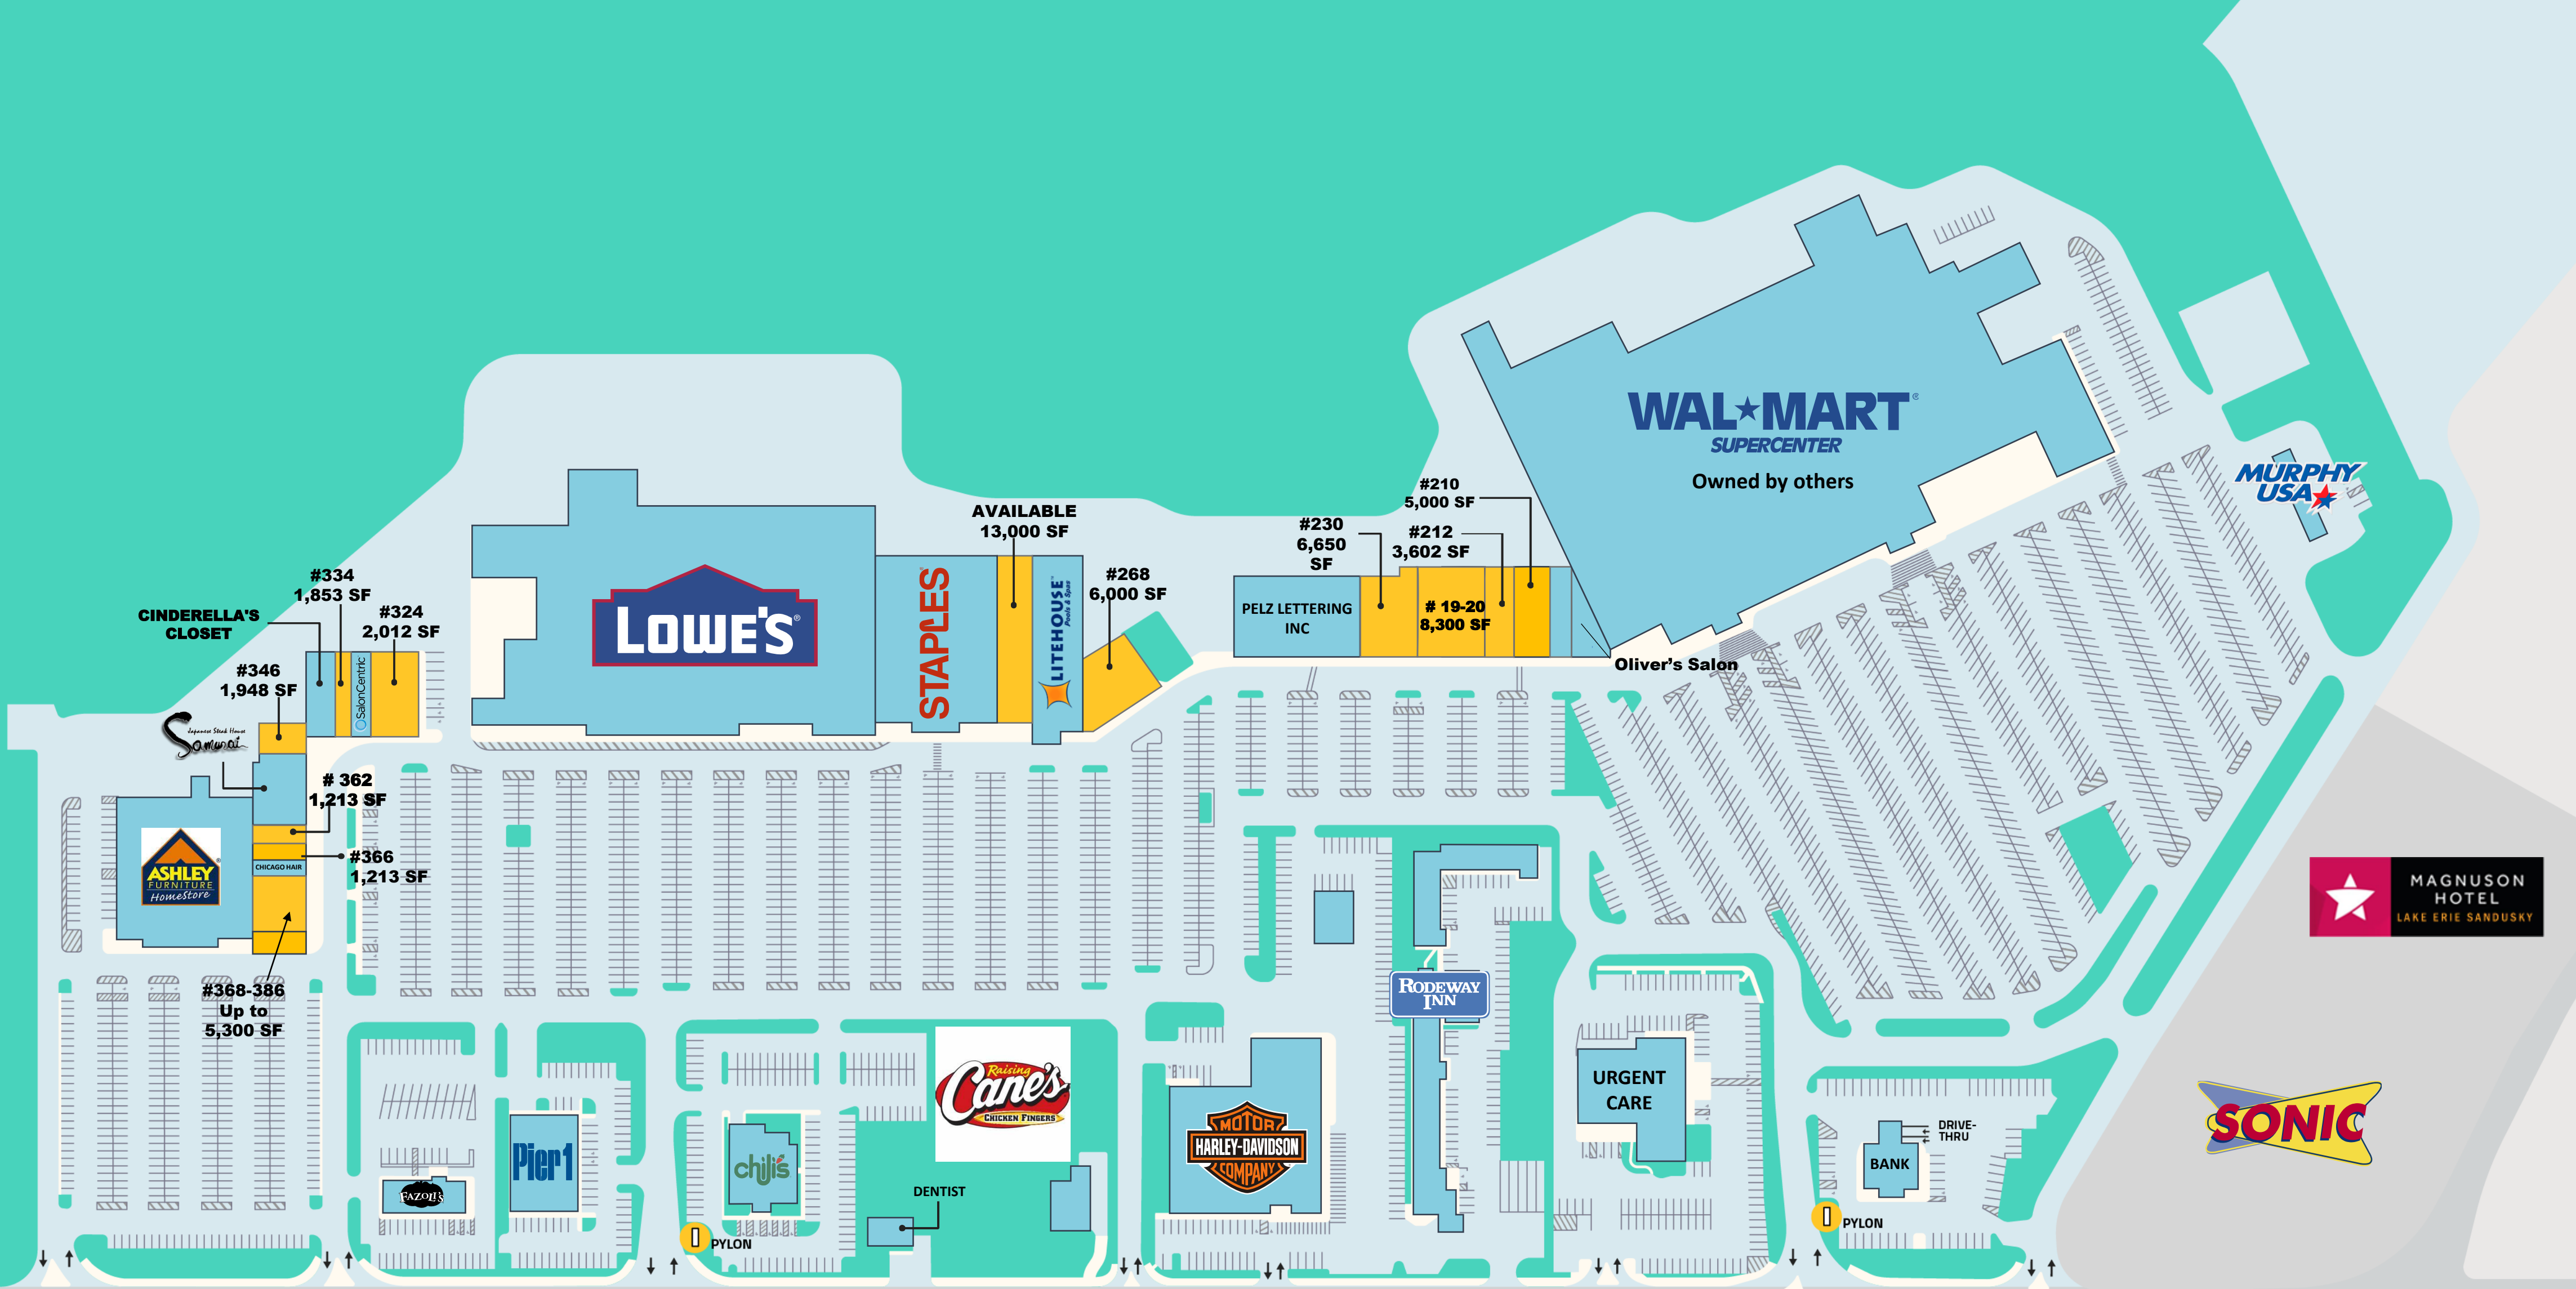 WAL★MART®
SUPERCENTER
Owned by others
MURPHY
USA
#210
5,000 SF
#230
6,650
SF
#212
3,602 SF
# 19-20
8,300 SF
PELZ LETTERING
INC
Oliver's Salon
AVAILABLE
13,000 SF
#268
6,000 SF
LOWE'S®
STAPLES
LITEHOUSE™
Pools & Spas
#334
1,853 SF
#324
2,012 SF
CINDERELLA'S
CLOSET
SalonCentric
#346
1,948 SF
Japanese Steak House
Samurai
# 362
1,213 SF
#366
1,213 SF
CHICAGO HAIR
ASHLEY®
FURNITURE
HomeStore
#368-386
Up to
5,300 SF
MAGNUSON
HOTEL
LAKE ERIE SANDUSKY
RODEWAY
INN
Raising
Cane's
CHICKEN FINGERS
URGENT
CARE
MOTOR
HARLEY-DAVIDSON
COMPANY
SONIC
FAZOLI'S
Pier 1
chili's
DENTIST
DRIVE-
THRU
BANK
PYLON
PYLON